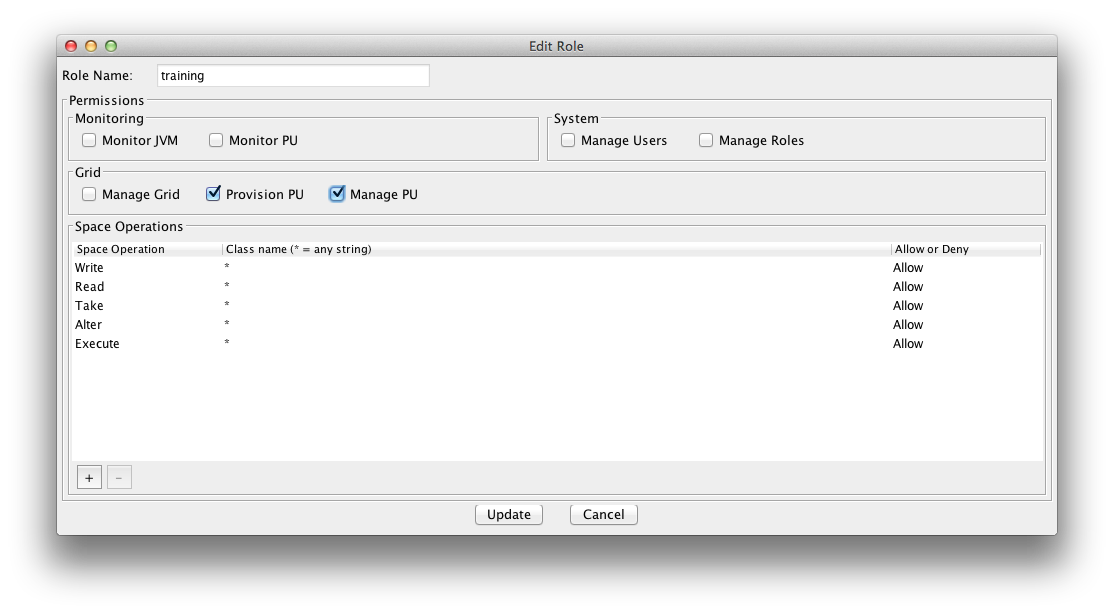 Edit Role
Role Name: training
Permissions
Monitoring System
Monitor JVM Monitor PU Manage Users Manage Roles
Grid
Manage Grid Provision PU Manage PU
Space Operations
Space Operation Class name (* = any string) Allow or Deny
Write * Allow
Read * Allow
Take * Allow
Alter * Allow
Execute * Allow
+ -
Update Cancel